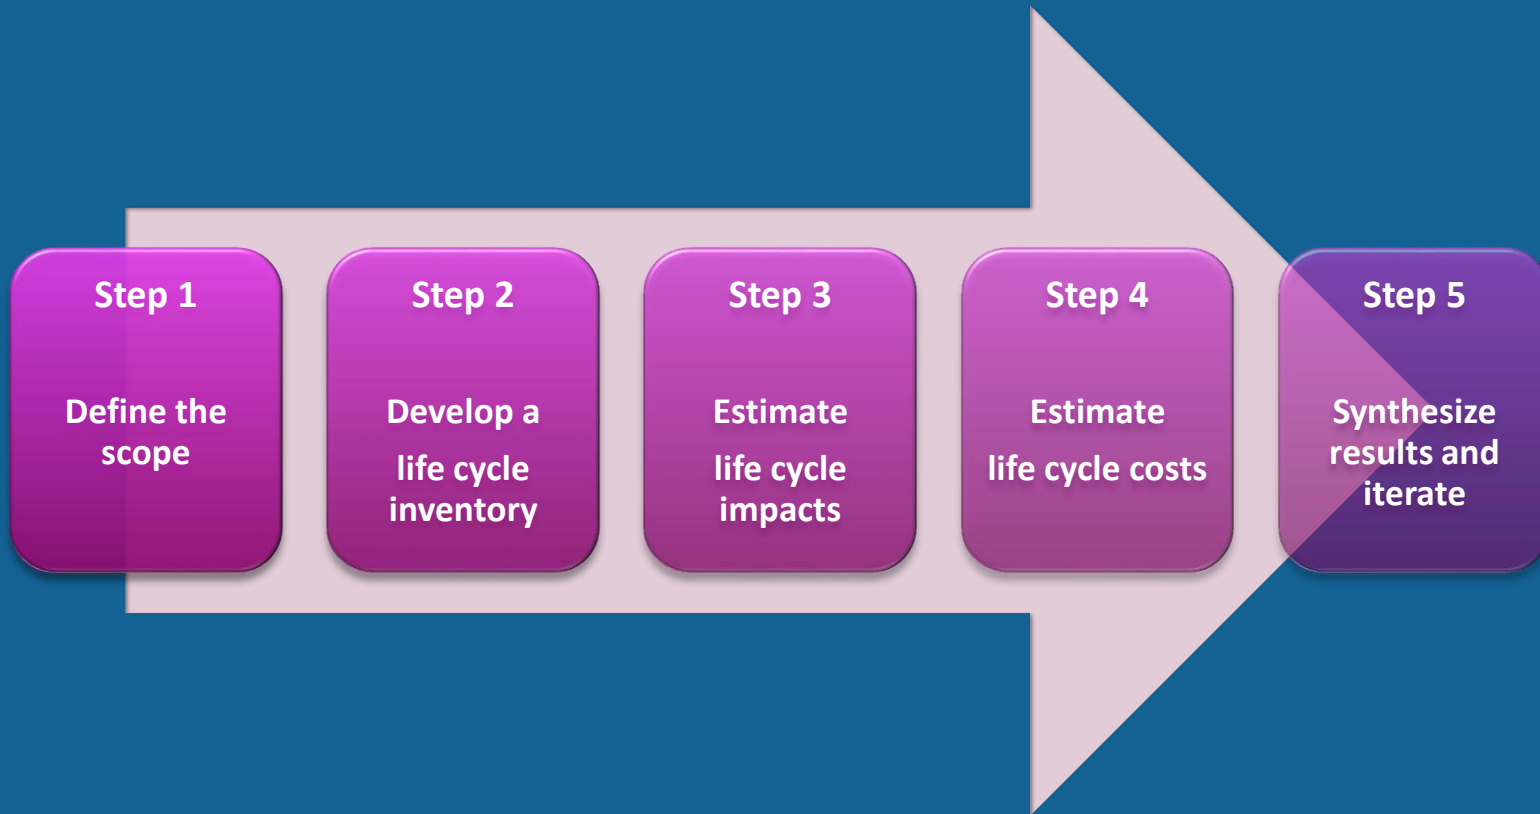 Step 1
Define the
scope
Step 2
Develop a
life cycle
inventory
Step 3
Estimate
life cycle
impacts
Step 4
Estimate
life cycle costs
Step 5
Synthesize
results and
iterate